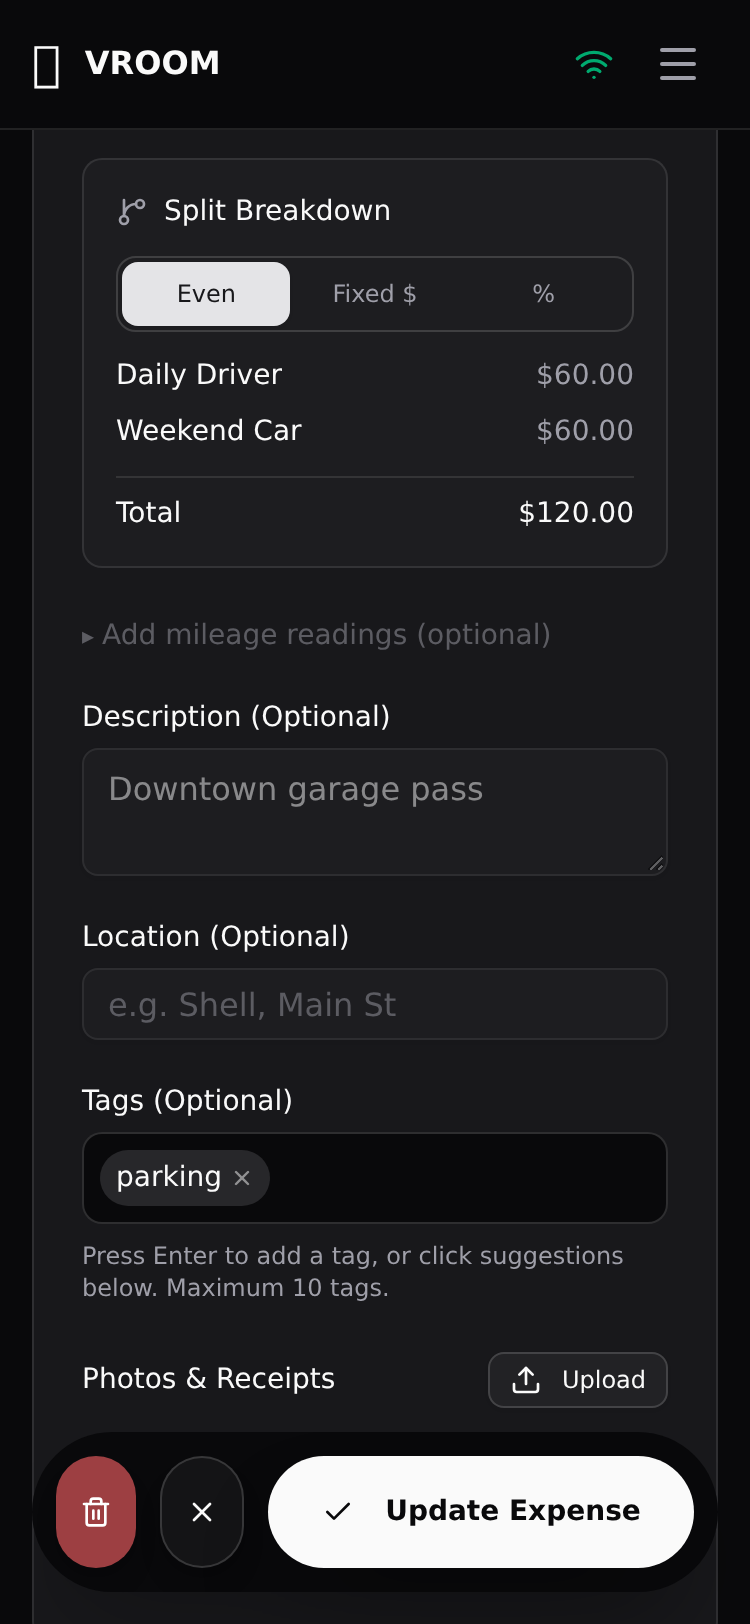 VROOM
Split Breakdown
Even Fixed $ %
Daily Driver $60.00
Weekend Car $60.00
Total $120.00
▸ Add mileage readings (optional)
Description (Optional)
Downtown garage pass
Location (Optional)
e.g. Shell, Main St
Tags (Optional)
parking ×
Press Enter to add a tag, or click suggestions
below. Maximum 10 tags.
Photos & Receipts Upload
Update Expense